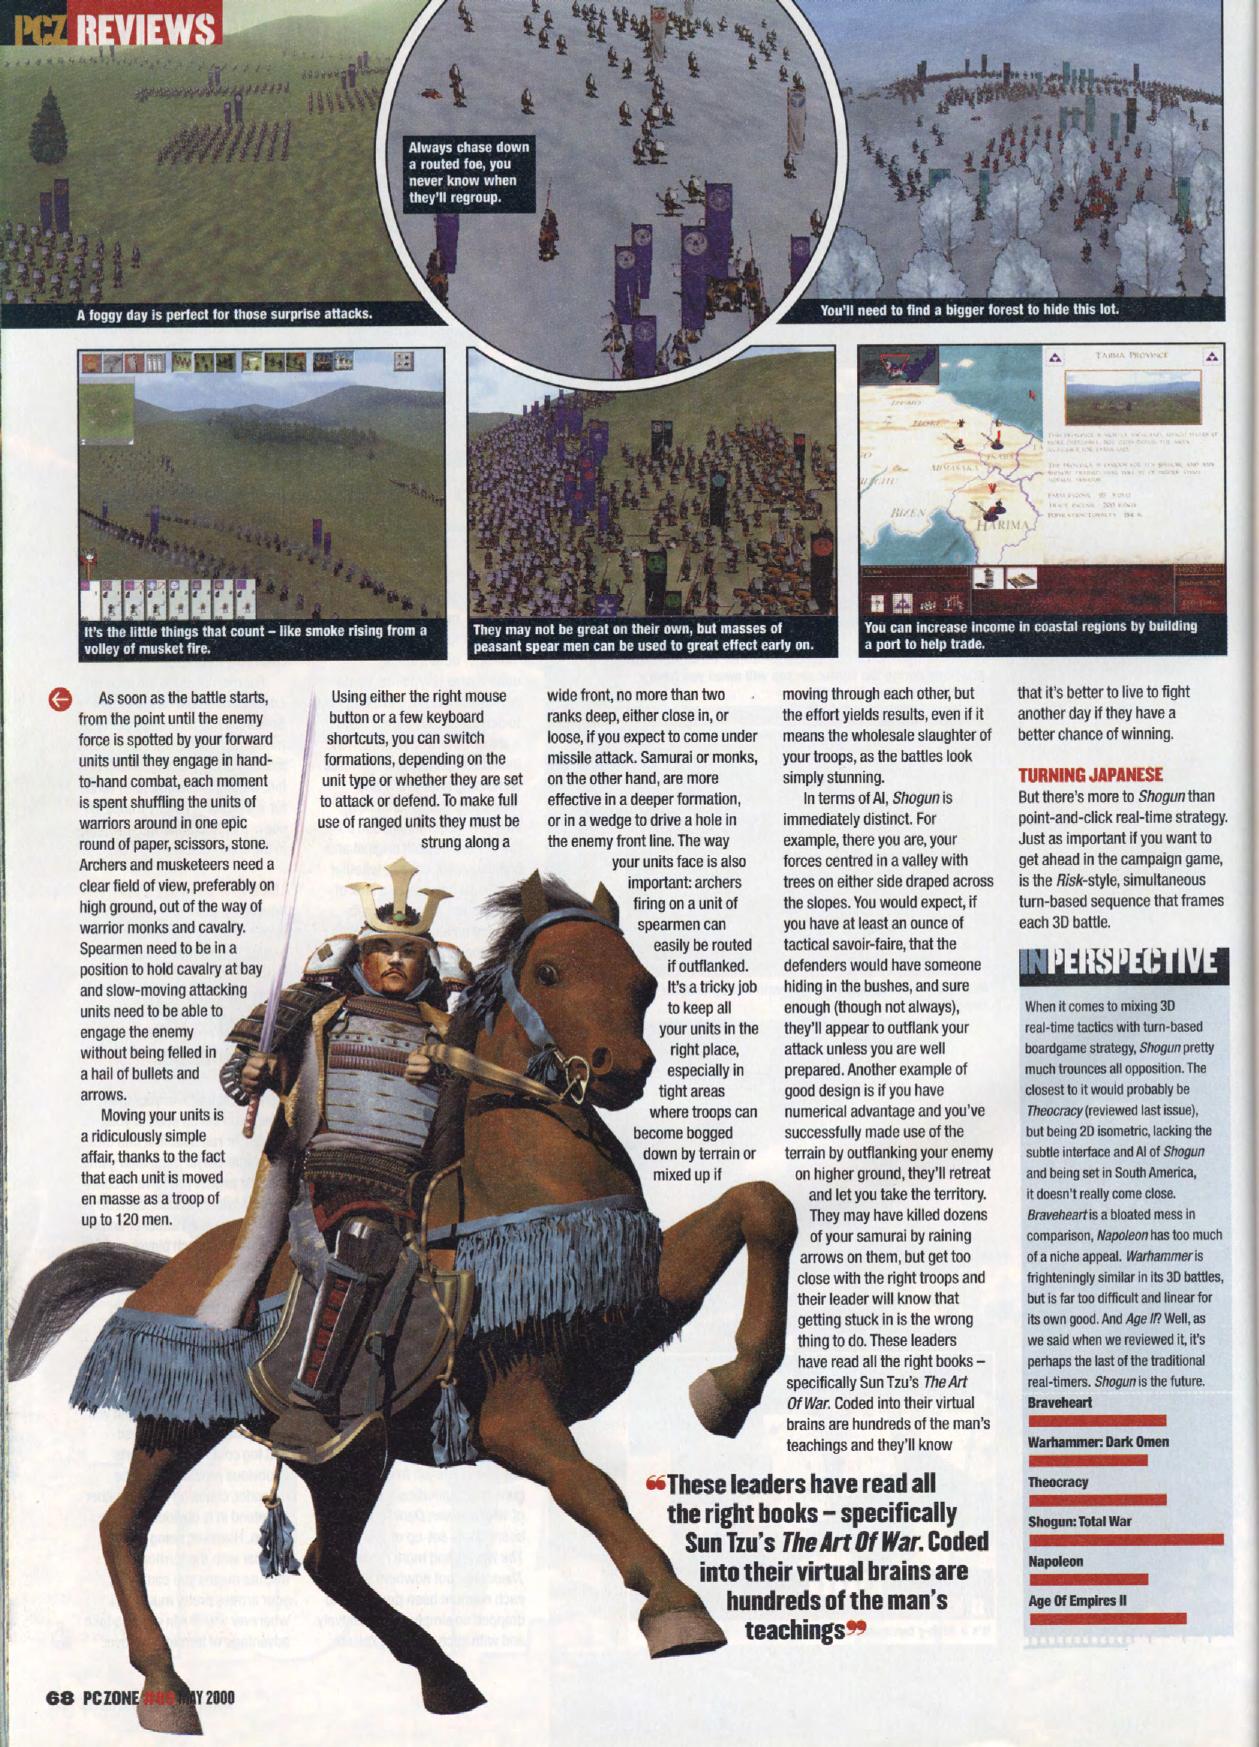 PCZ REVIEWS
Always chase down
a routed foe, you
never know when
they'll regroup.
A foggy day is perfect for those surprise attacks.
You'll need to find a bigger forest to hide this lot.
It's the little things that count – like smoke rising from a
volley of musket fire.
They may not be great on their own, but masses of
peasant spear men can be used to great effect early on.
TAJIMA PROVINCE
MIMASAKA
BIZEN
HARIMA
You can increase income in coastal regions by building
a port to help trade.
As soon as the battle starts,
from the point until the enemy
force is spotted by your forward
units until they engage in hand-
to-hand combat, each moment
is spent shuffling the units of
warriors around in one epic
round of paper, scissors, stone.
Archers and musketeers need a
clear field of view, preferably on
high ground, out of the way of
warrior monks and cavalry.
Spearmen need to be in a
position to hold cavalry at bay
and slow-moving attacking
units need to be able to
engage the enemy
without being felled in
a hail of bullets and
arrows.
Moving your units is
a ridiculously simple
affair, thanks to the fact
that each unit is moved
en masse as a troop of
up to 120 men.
Using either the right mouse
button or a few keyboard
shortcuts, you can switch
formations, depending on the
unit type or whether they are set
to attack or defend. To make full
use of ranged units they must be
strung along a
wide front, no more than two
ranks deep, either close in, or
loose, if you expect to come under
missile attack. Samurai or monks,
on the other hand, are more
effective in a deeper formation,
or in a wedge to drive a hole in
the enemy front line. The way
your units face is also
important: archers
firing on a unit of
spearmen can
easily be routed
if outflanked.
It's a tricky job
to keep all
your units in the
right place,
especially in
tight areas
where troops can
become bogged
down by terrain or
mixed up if
moving through each other, but
the effort yields results, even if it
means the wholesale slaughter of
your troops, as the battles look
simply stunning.
In terms of AI, Shogun is
immediately distinct. For
example, there you are, your
forces centred in a valley with
trees on either side draped across
the slopes. You would expect, if
you have at least an ounce of
tactical savoir-faire, that the
defenders would have someone
hiding in the bushes, and sure
enough (though not always),
they'll appear to outflank your
attack unless you are well
prepared. Another example of
good design is if you have
numerical advantage and you've
successfully made use of the
terrain by outflanking your enemy
on higher ground, they'll retreat
and let you take the territory.
They may have killed dozens
of your samurai by raining
arrows on them, but get too
close with the right troops and
their leader will know that
getting stuck in is the wrong
thing to do. These leaders
have read all the right books –
specifically Sun Tzu's The Art
Of War. Coded into their virtual
brains are hundreds of the man's
teachings and they'll know
that it's better to live to fight
another day if they have a
better chance of winning.
TURNING JAPANESE
But there's more to Shogun than
point-and-click real-time strategy.
Just as important if you want to
get ahead in the campaign game,
is the Risk-style, simultaneous
turn-based sequence that frames
each 3D battle.
“These leaders have read all
the right books – specifically
Sun Tzu's The Art Of War. Coded
into their virtual brains are
hundreds of the man's
teachings”
INPERSPECTIVE
When it comes to mixing 3D
real-time tactics with turn-based
boardgame strategy, Shogun pretty
much trounces all opposition. The
closest to it would probably be
Theocracy (reviewed last issue),
but being 2D isometric, lacking the
subtle interface and AI of Shogun
and being set in South America,
it doesn't really come close.
Braveheart is a bloated mess in
comparison, Napoleon has too much
of a niche appeal. Warhammer is
frighteningly similar in its 3D battles,
but is far too difficult and linear for
its own good. And Age II? Well, as
we said when we reviewed it, it's
perhaps the last of the traditional
real-timers. Shogun is the future.
Braveheart
Warhammer: Dark Omen
Theocracy
Shogun: Total War
Napoleon
Age Of Empires II
68 PCZONE #89 MAY 2000